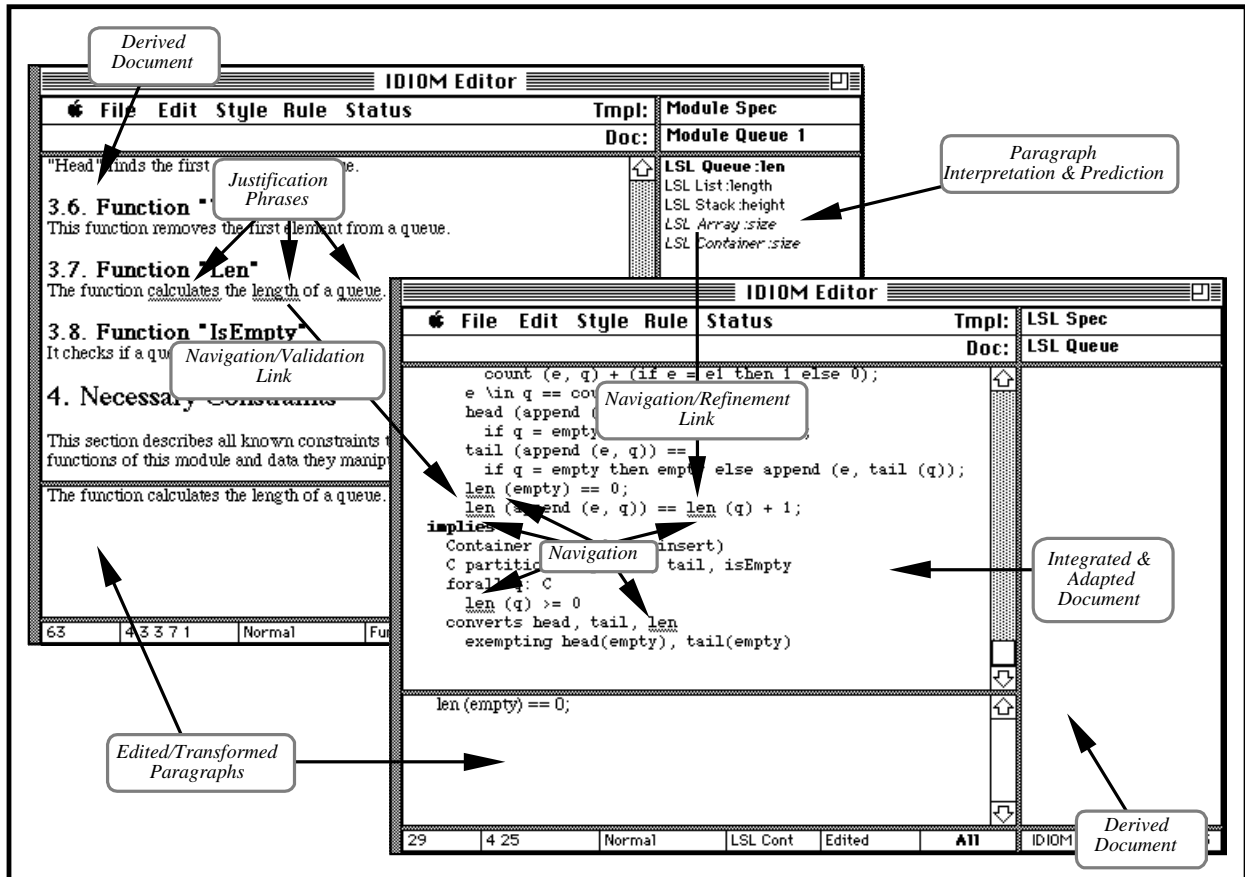 Derived
Document
IDIOM Editor
File Edit Style Rule Status
Tmpl: Module Spec
Doc: Module Queue 1
"Head" finds the first e.
Justification
Phrases
3.6. Function "
This function removes the first element from a queue.
3.7. Function "Len"
The function calculates the length of a queue.
3.8. Function "IsEmpty"
It checks if a qu
Navigation/Validation
Link
4. Necessary Constraints
This section describes all known constraints t
functions of this module and data they manip
The function calculates the length of a queue.
63 4 3 3 7 1 Normal Fun
LSL Queue :len
LSL List :length
LSL Stack :height
LSL Array :size
LSL Container :size
Paragraph
Interpretation & Prediction
IDIOM Editor
File Edit Style Rule Status
Tmpl: LSL Spec
Doc: LSL Queue
count (e, q) + (if e = e1 then 1 else 0);
e \in q == cou
head (append (
if q = empty
tail (append (e, q)) ==
if q = empty then empty else append (e, tail (q));
len (empty) == 0;
len (append (e, q)) == len (q) + 1;
implies
Container insert)
C partitio tail, isEmpty
forall q: C
len (q) >= 0
converts head, tail, len
exempting head(empty), tail(empty)
Navigation/Refinement
Link
Navigation
Integrated &
Adapted
Document
len (empty) == 0;
Edited/Transformed
Paragraphs
29 4 25 Normal LSL Cont Edited All IDIOM
Derived
Document